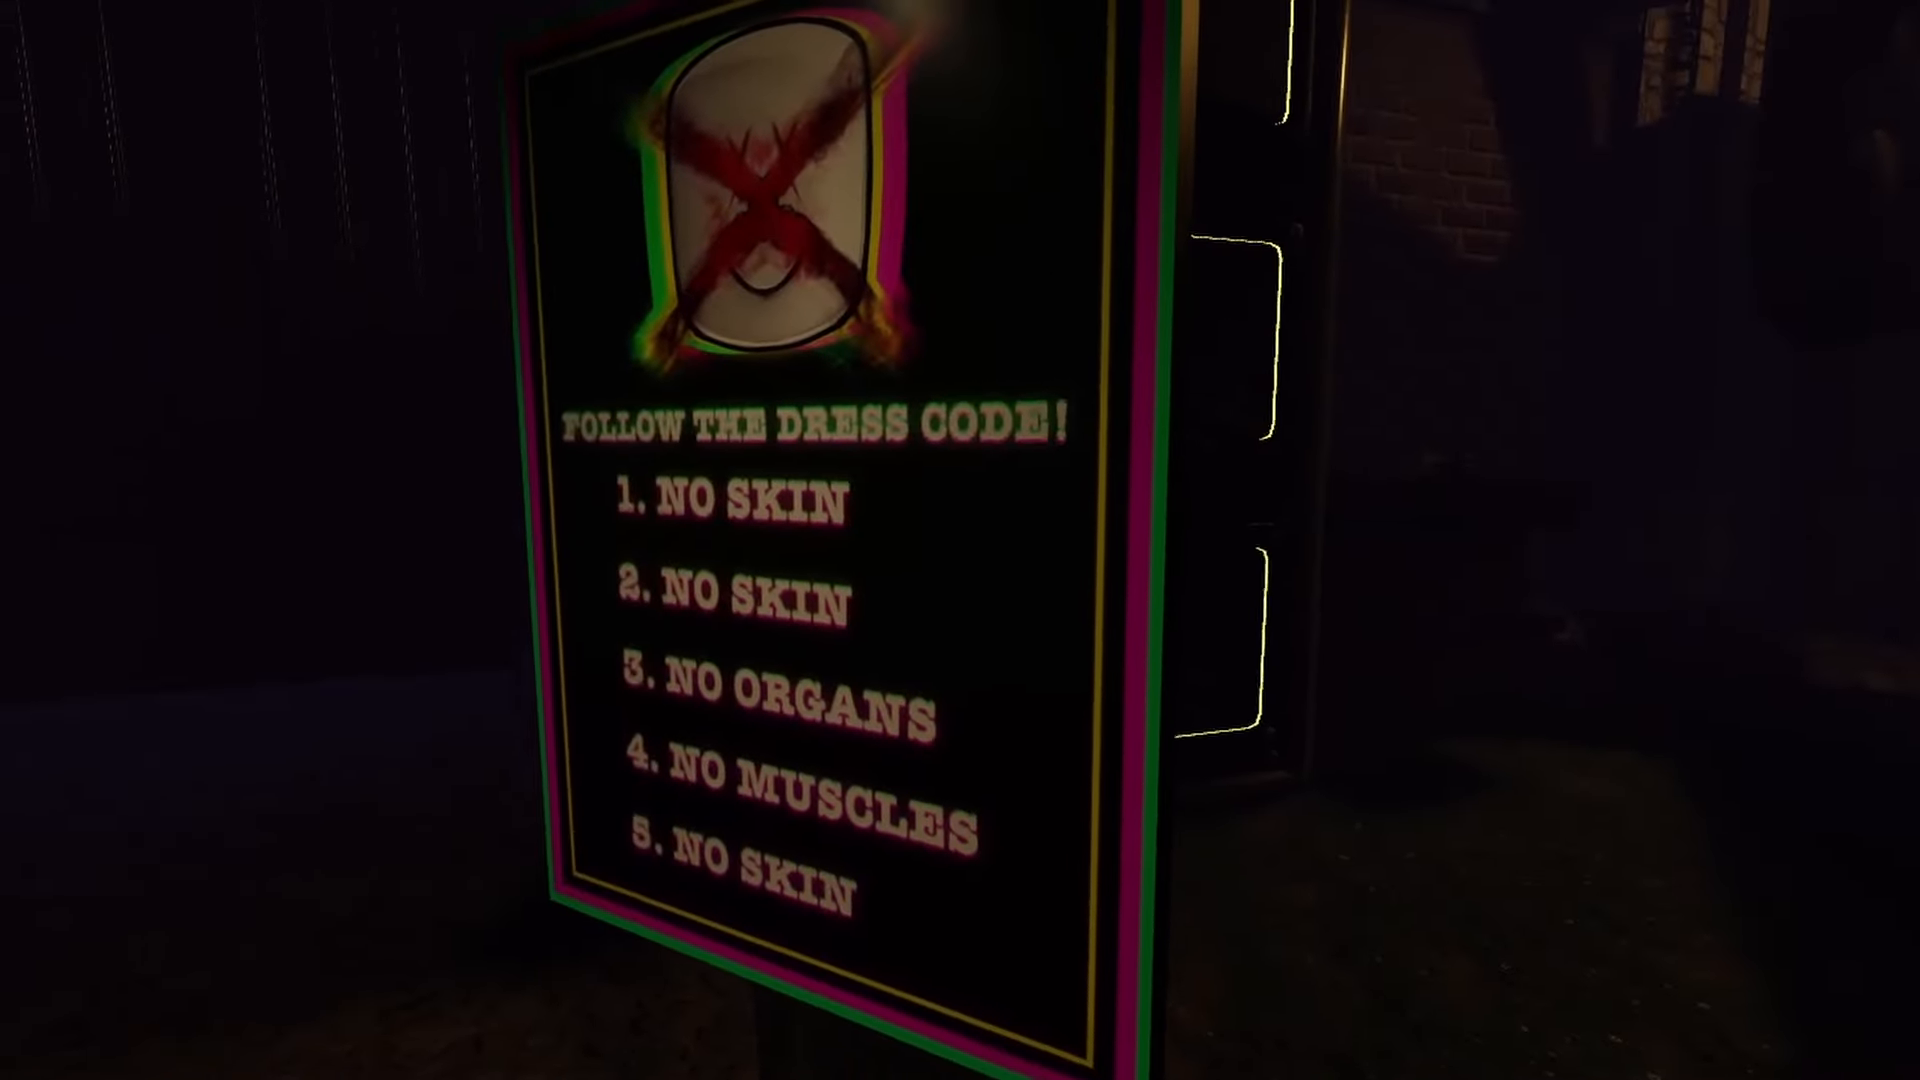 FOLLOW THE DRESS CODE!
1. NO SKIN
2. NO SKIN
3. NO ORGANS
4. NO MUSCLES
5. NO SKIN